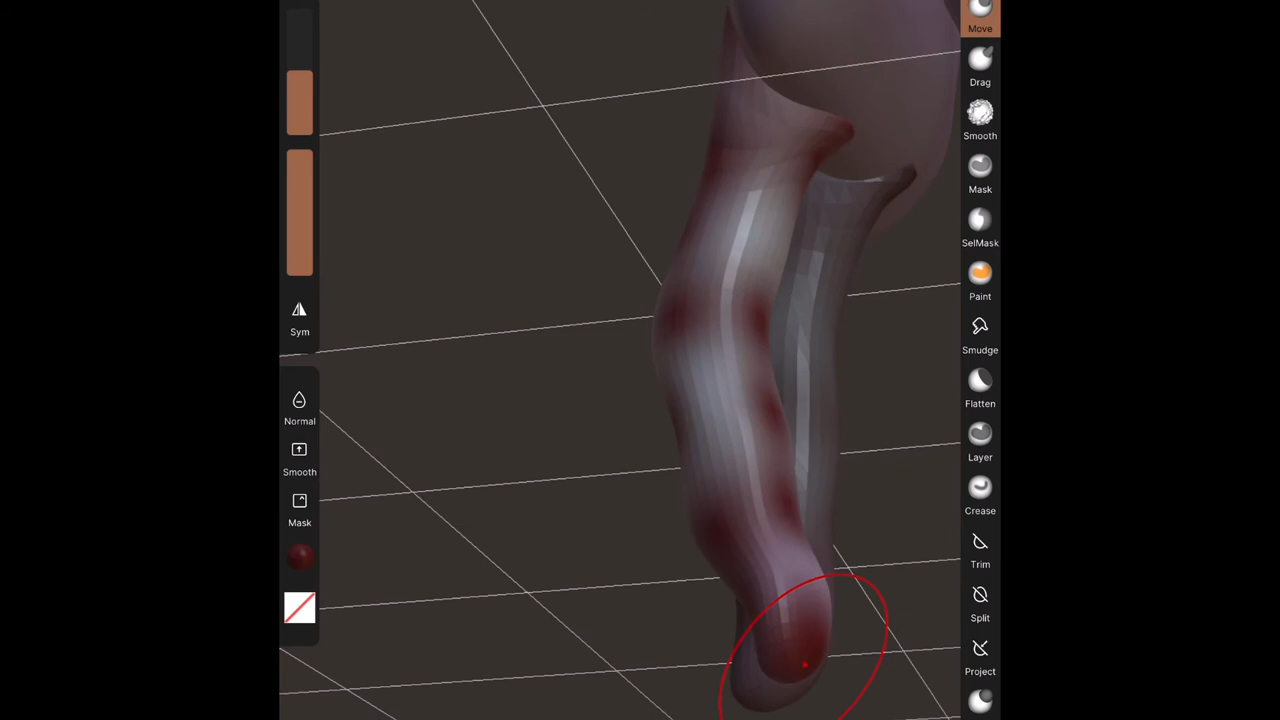 Sym
Normal
Smooth
Mask
Move
Drag
Smooth
Mask
SelMask
Paint
Smudge
Flatten
Layer
Crease
Trim
Split
Project